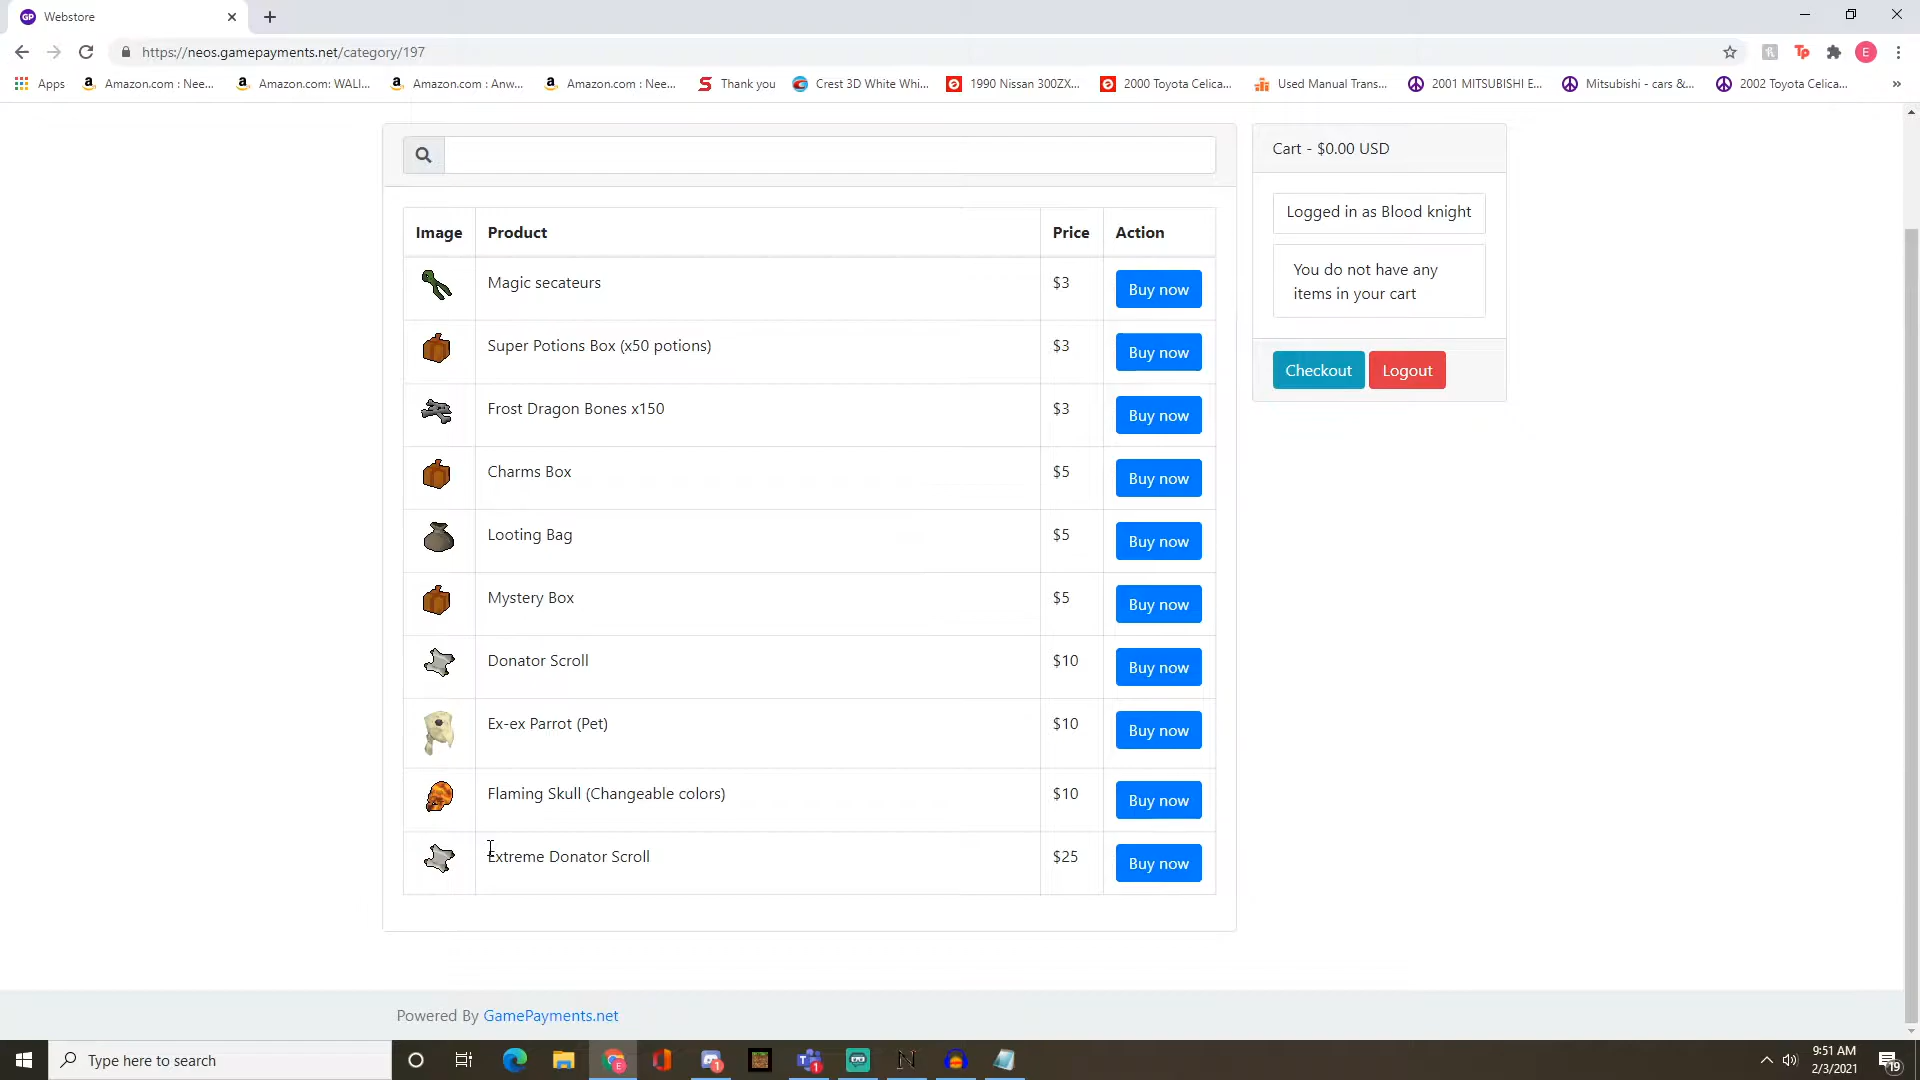 GP Webstore
https://neos.gamepayments.net/category/197
E
Apps
Amazon.com : Nee...
Amazon.com: WALL...
Amazon.com : Anw...
Amazon.com : Nee...
Thank you
Crest 3D White Whi...
1990 Nissan 300ZX...
2000 Toyota Celica...
Used Manual Trans...
2001 MITSUBISHI E...
Mitsubishi - cars &...
2002 Toyota Celica...
Cart - $0.00 USD
Logged in as Blood knight
You do not have any
items in your cart
Checkout Logout
Image Product Price Action
Magic secateurs $3 Buy now
Super Potions Box (x50 potions) $3 Buy now
Frost Dragon Bones x150 $3 Buy now
Charms Box $5 Buy now
Looting Bag $5 Buy now
Mystery Box $5 Buy now
Donator Scroll $10 Buy now
Ex-ex Parrot (Pet) $10 Buy now
Flaming Skull (Changeable colors) $10 Buy now
Extreme Donator Scroll $25 Buy now
Powered By GamePayments.net
Type here to search
9:51 AM
2/3/2021
19